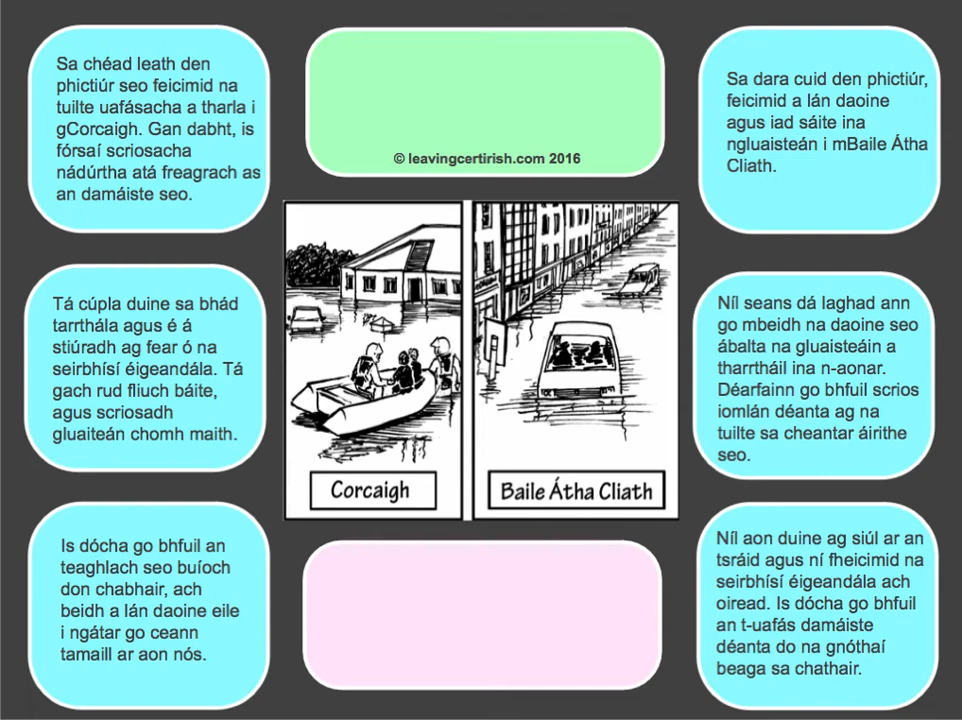 Sa chéad leath den
phictiúr seo feicimid na
tuilte uafásacha a tharla i
gCorcaigh. Gan dabht, is
fórsaí scriosacha
nádúrtha atá freagrach as
an damáiste seo.
© leavingcertirish.com 2016
Sa dara cuid den phictiúr,
feicimid a lán daoine
agus iad sáite ina
ngluaisteán i mBaile Átha
Cliath.
Tá cúpla duine sa bhád
tarrthála agus é á
stiúradh ag fear ó na
seirbhísí éigeandála. Tá
gach rud fliuch báite,
agus scriosadh
gluaiteán chomh maith.
Níl seans dá laghad ann
go mbeidh na daoine seo
ábalta na gluaisteáin a
tharrtháil ina n-aonar.
Déarfainn go bhfuil scrios
iomlán déanta ag na
tuilte sa cheantar áirithe
seo.
Corcaigh
Baile Átha Cliath
Is dócha go bhfuil an
teaghlach seo buíoch
don chabhair, ach
beidh a lán daoine eile
i ngátar go ceann
tamaill ar aon nós.
Níl aon duine ag siúl ar an
tsráid agus ní fheicimid na
seirbhísí éigeandála ach
oiread. Is dócha go bhfuil
an t-uafás damáiste
déanta do na gnóthaí
beaga sa chathair.